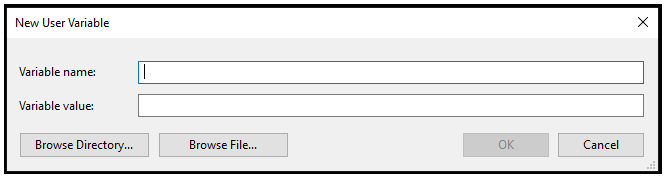 New User Variable
Variable name:
Variable value:
Browse Directory... Browse File... OK Cancel